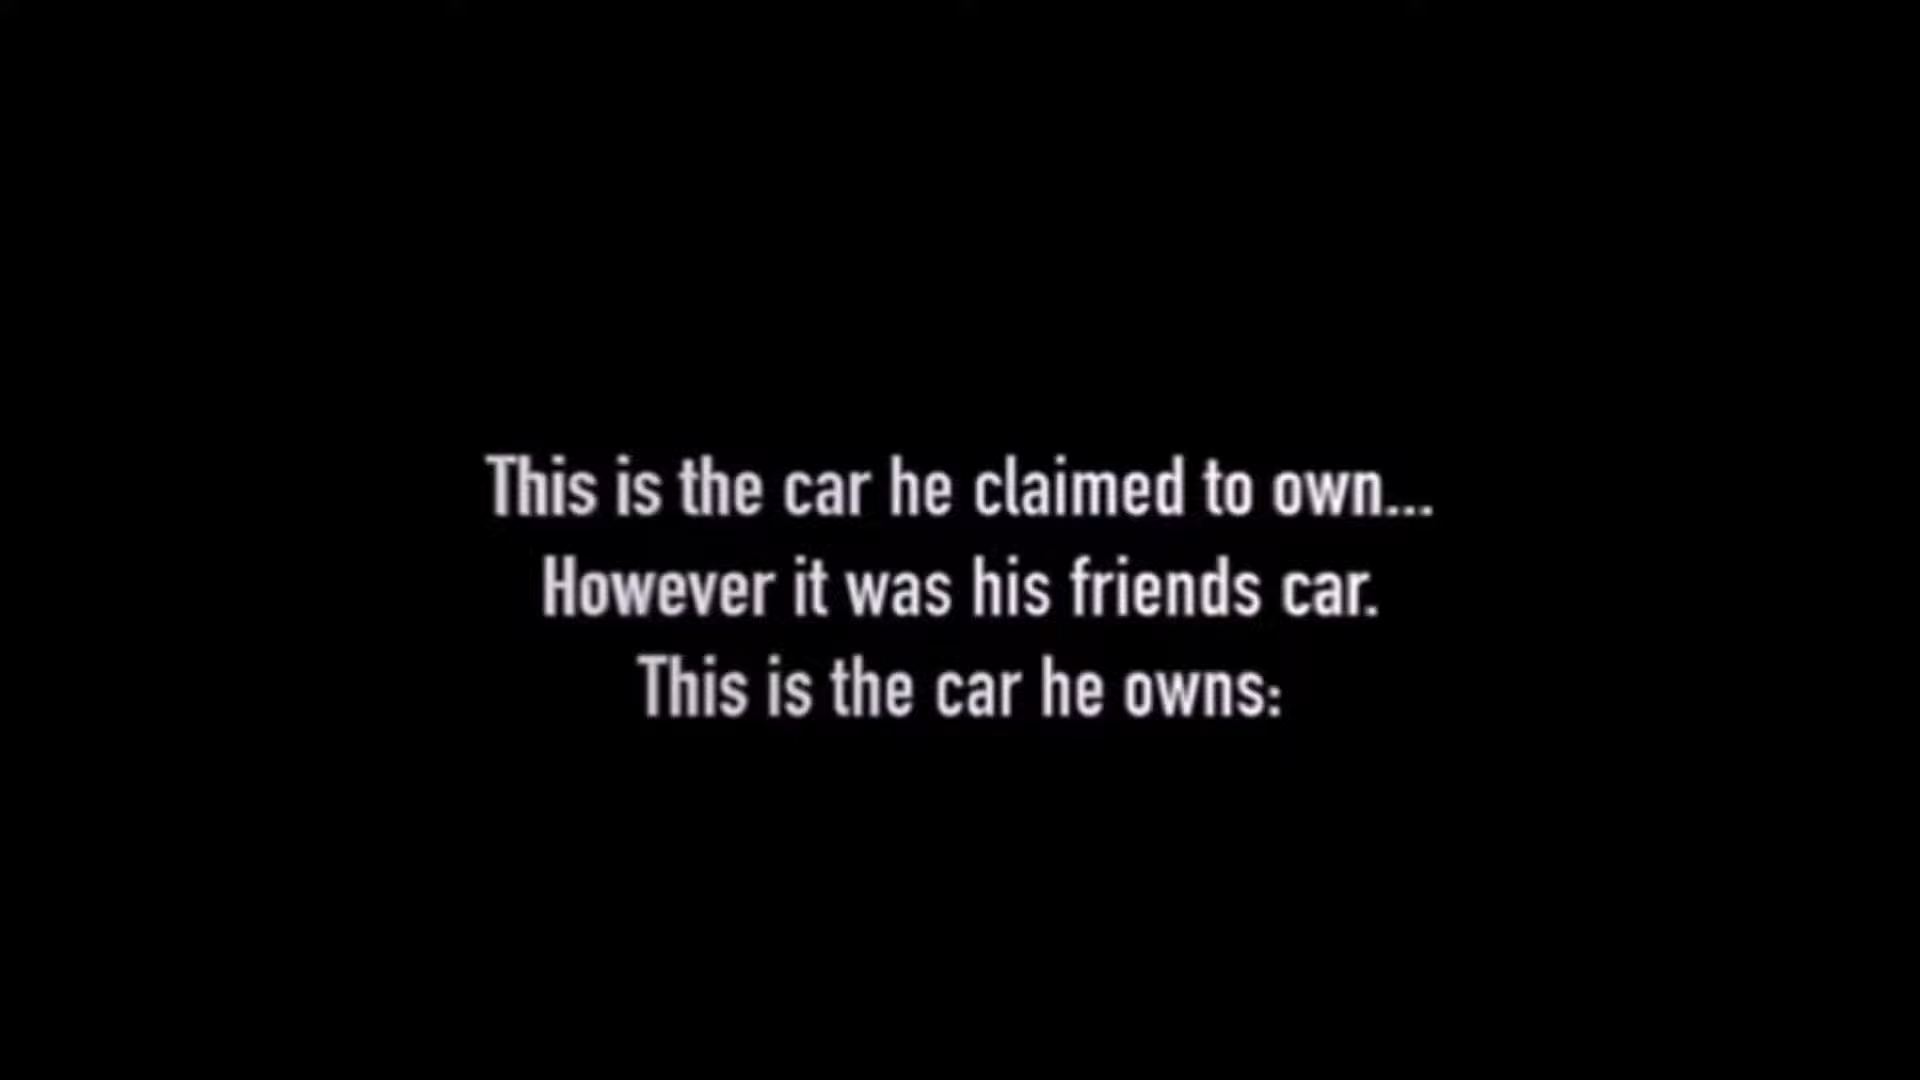 This is the car he claimed to own...
However it was his friends car.
This is the car he owns: